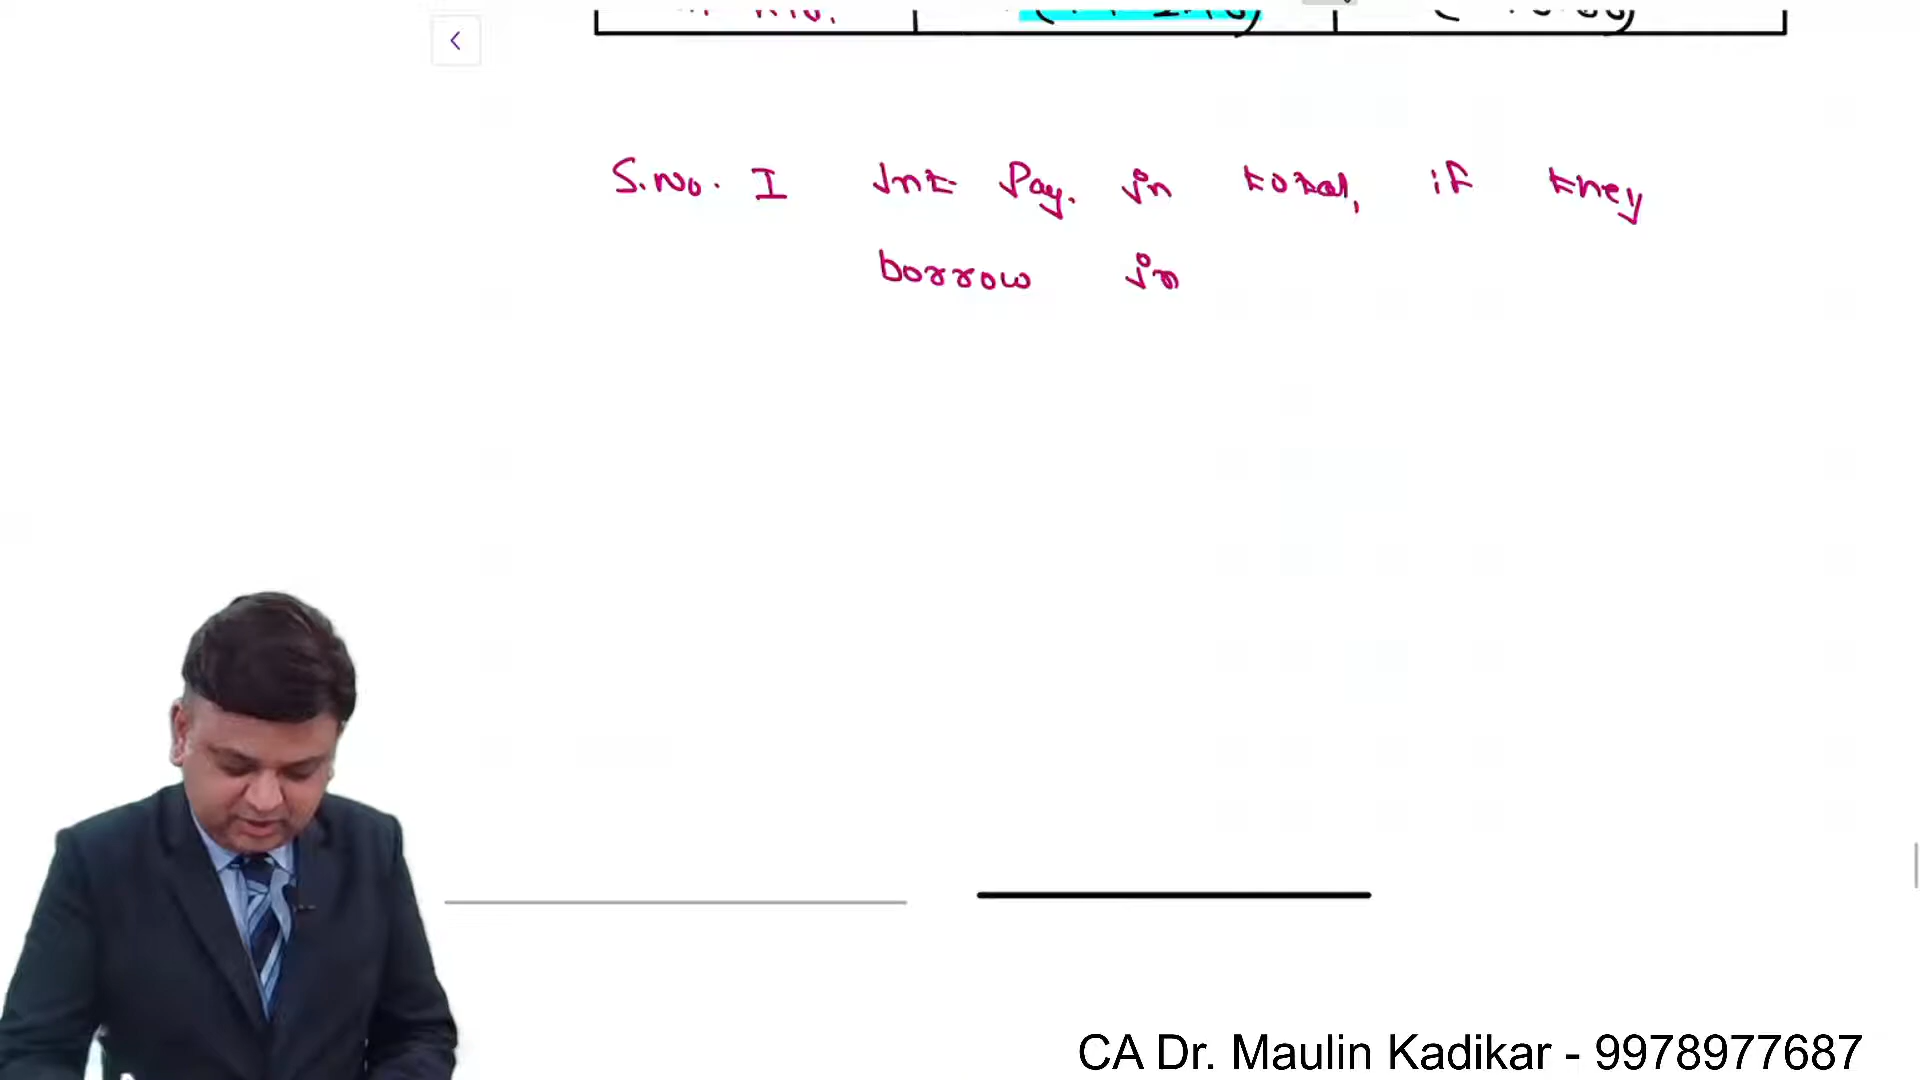 S.No. I Int Pay. in total, if they
borrow in
CA Dr. Maulin Kadikar - 9978977687